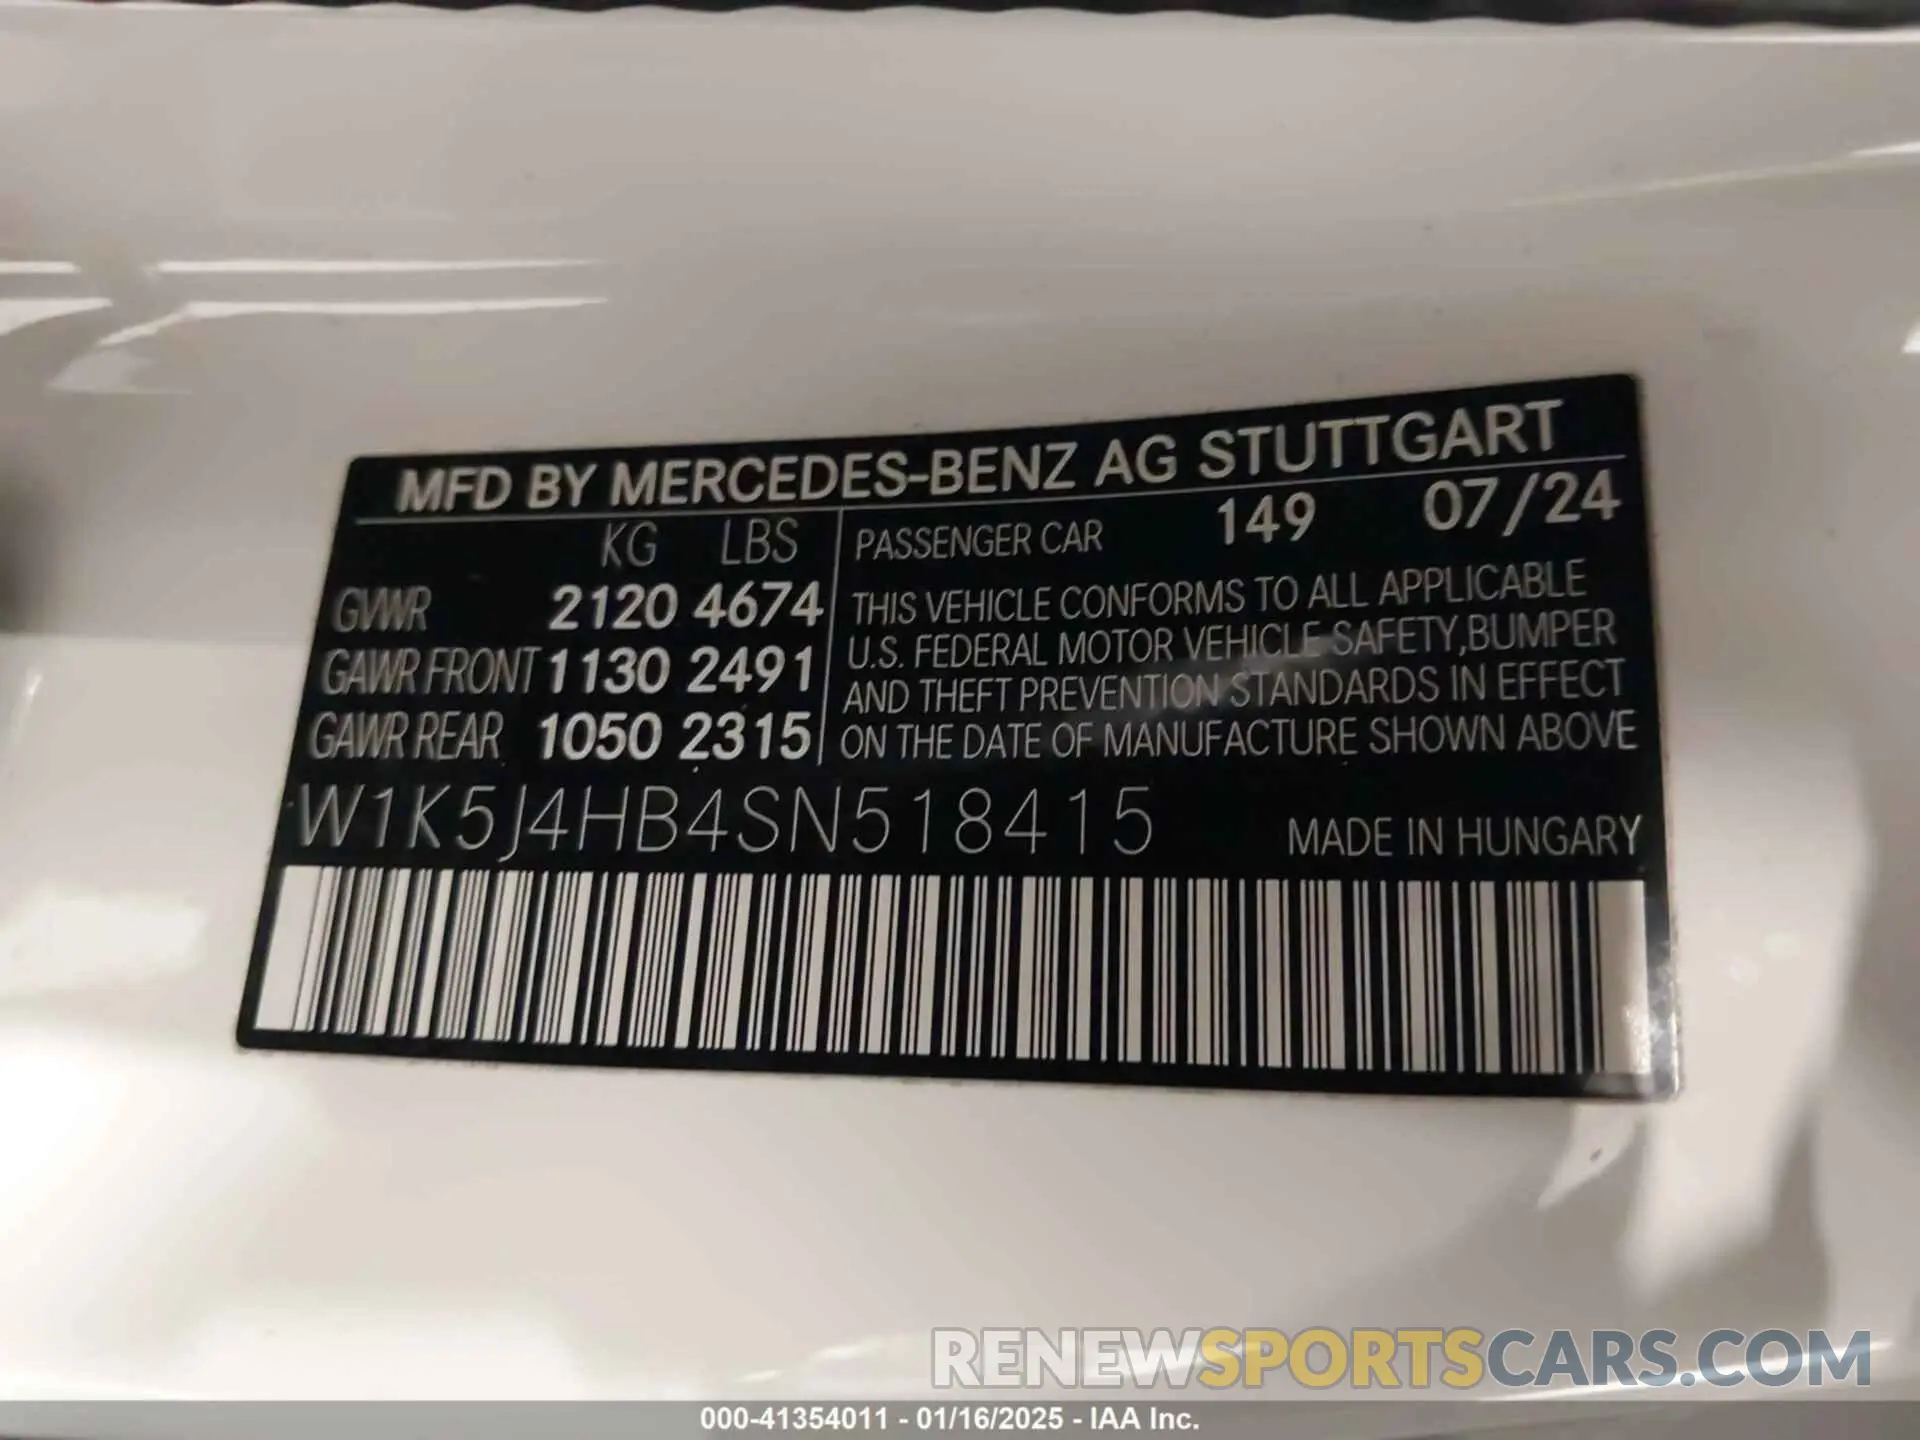 MFD BY MERCEDES-BENZ AG STUTTGART
KG LBS
GVWR 2120 4674
GAWR FRONT 1130 2491
GAWR REAR 1050 2315
PASSENGER CAR 149 07/24
THIS VEHICLE CONFORMS TO ALL APPLICABLE
U.S. FEDERAL MOTOR VEHICLE SAFETY,BUMPER
AND THEFT PREVENTION STANDARDS IN EFFECT
ON THE DATE OF MANUFACTURE SHOWN ABOVE
W1K5J4HB4SN518415
MADE IN HUNGARY
RENEWSPORTSCARS.COM
000-41354011 - 01/16/2025 - IAA Inc.